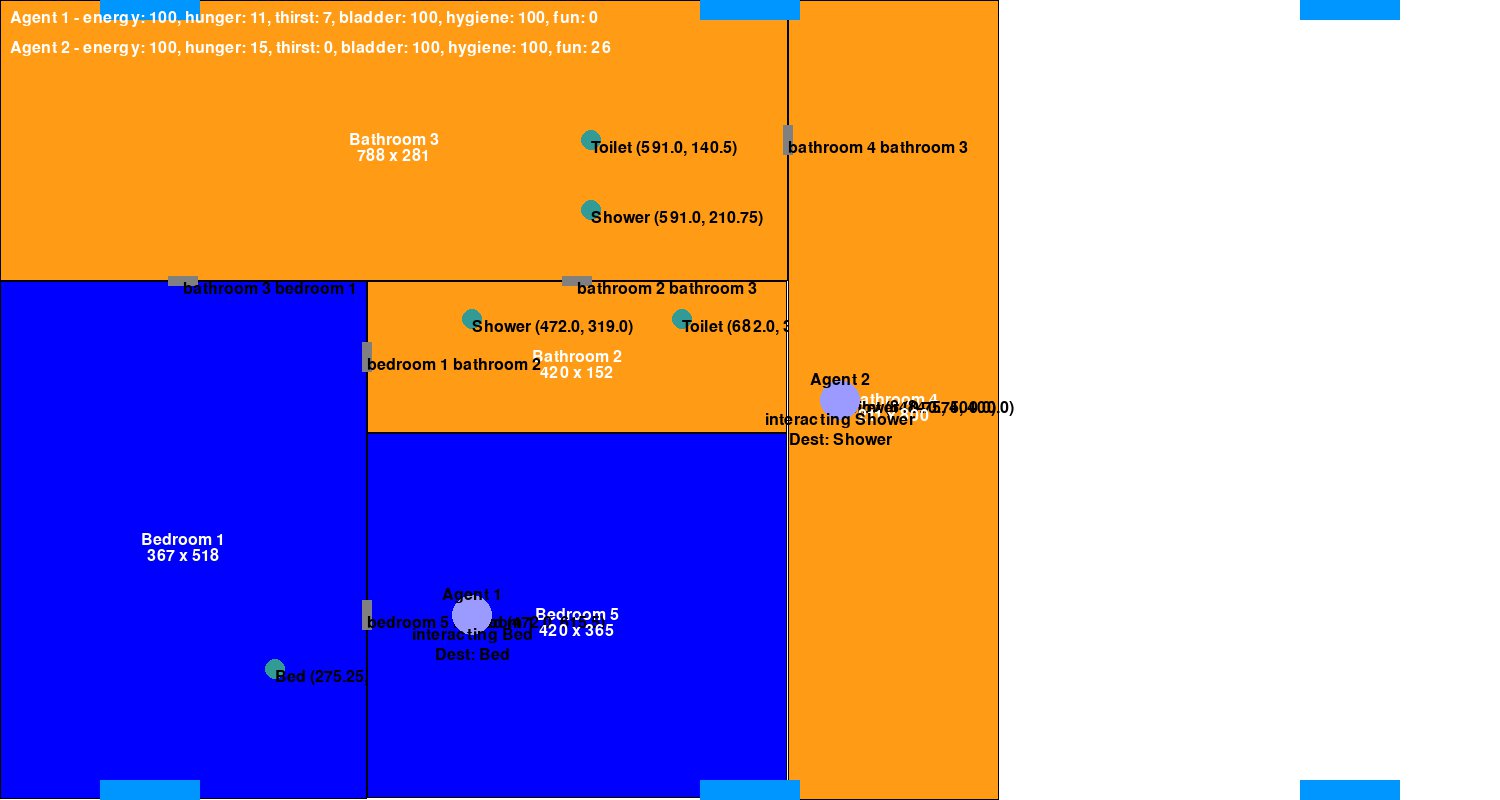 Agent 1 - energy: 100, hunger: 11, thirst: 7, bladder: 100, hygiene: 100, fun: 0
Agent 2 - energy: 100, hunger: 15, thirst: 0, bladder: 100, hygiene: 100, fun: 26
Bathroom 3
788 x 281
Toilet (591.0, 140.5)
bathroom 4 bathroom 3
Shower (591.0, 210.75)
bathroom 3 bedroom 1
bathroom 2 bathroom 3
Shower (472.0, 319.0)
Toilet (682.0, 3
Bathroom 2
420 x 152
bedroom 1 bathroom 2
Agent 2
interacting Shower
Dest: Shower
Bedroom 1
367 x 518
Agent 1
Bedroom 5
420 x 365
bedroom 5
interacting Bed
Dest: Bed
Bed (275.25,